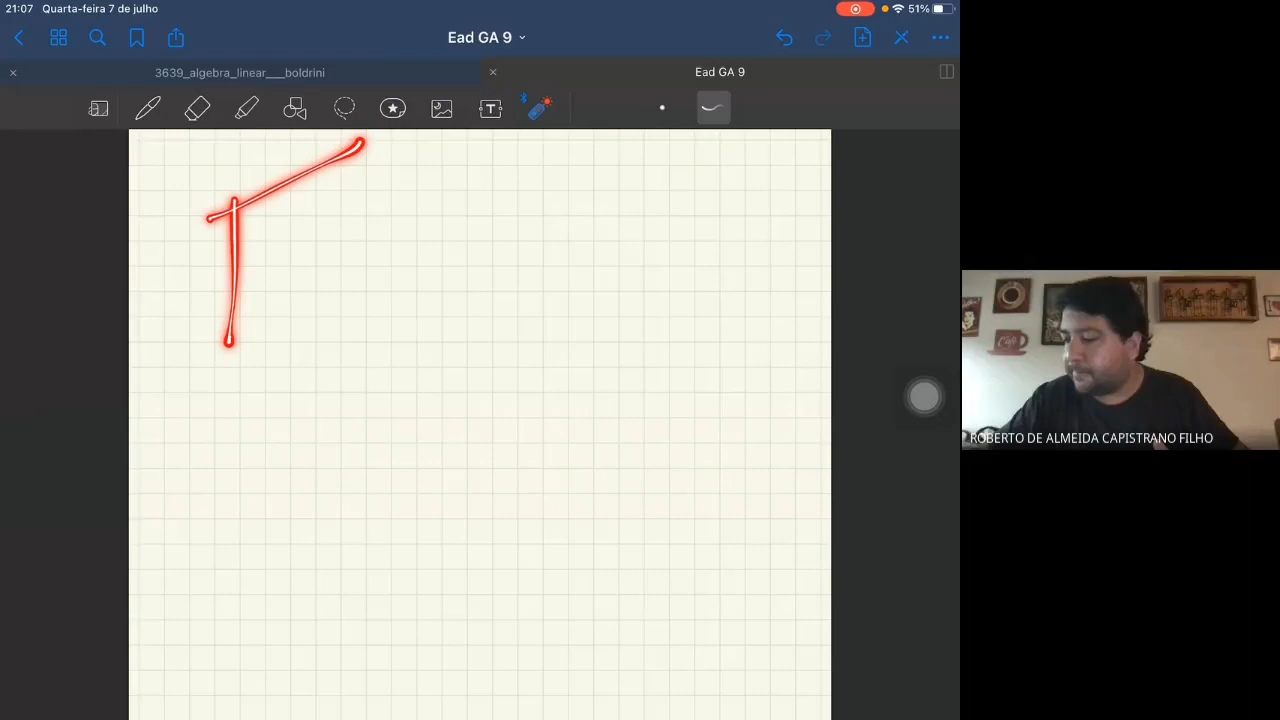 21:07 Quarta-feira 7 de julho
51%
Ead GA 9
3639_algebra_linear___boldrini
Ead GA 9
T
ROBERTO DE ALMEIDA CAPISTRANO FILHO